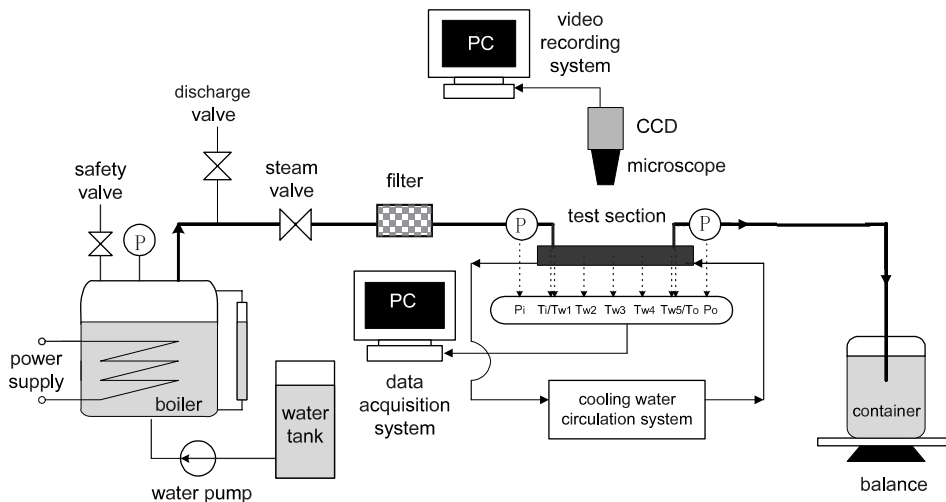 PC
video
recording
system
discharge
valve
CCD
microscope
safety
valve
steam
valve
filter
test section
P
P
P
PC
Pi
Ti/Tw1
Tw2
Tw3
Tw4
Tw5/To
Po
power
supply
boiler
water
tank
data
acquisition
system
cooling water
circulation system
container
water pump
balance